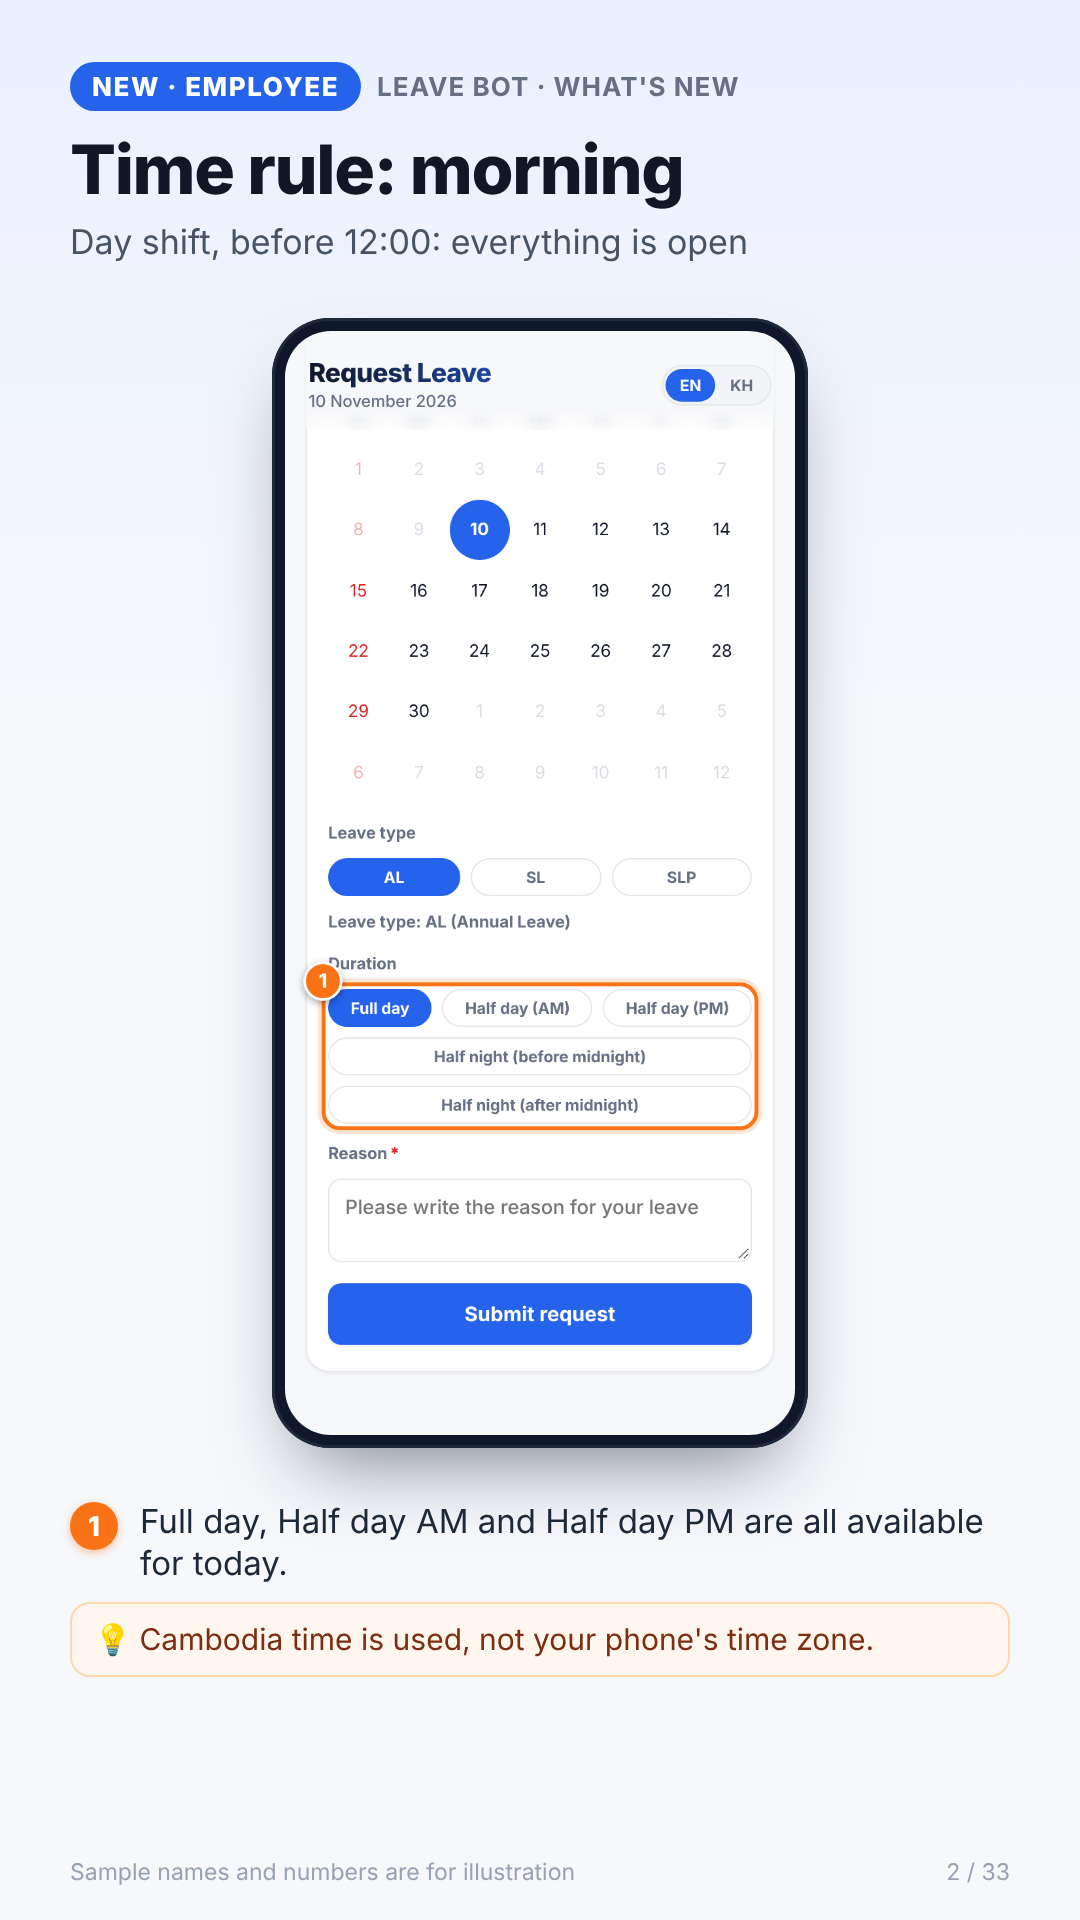 NEW · EMPLOYEE LEAVE BOT · WHAT'S NEW
Time rule: morning
Day shift, before 12:00: everything is open
Request Leave
10 November 2026
EN KH
1 2 3 4 5 6 7
8 9 10 11 12 13 14
15 16 17 18 19 20 21
22 23 24 25 26 27 28
29 30 1 2 3 4 5
6 7 8 9 10 11 12
Leave type
AL SL SLP
Leave type: AL (Annual Leave)
Duration
1
Full day Half day (AM) Half day (PM)
Half night (before midnight)
Half night (after midnight)
Reason *
Please write the reason for your leave
Submit request
1 Full day, Half day AM and Half day PM are all available
for today.
💡 Cambodia time is used, not your phone's time zone.
Sample names and numbers are for illustration 2 / 33